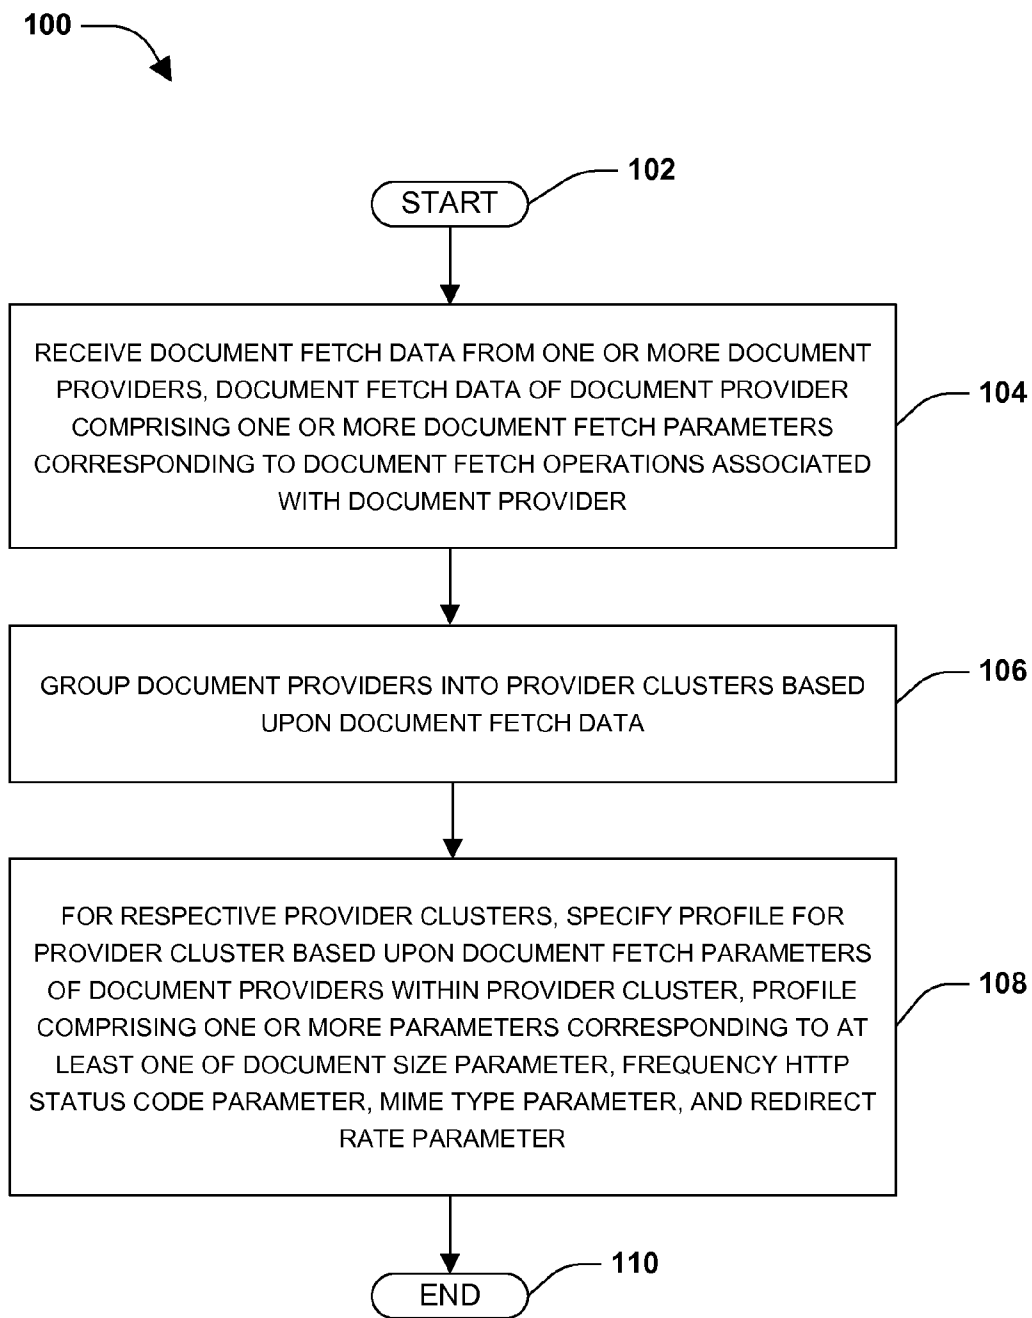 100
102
START
RECEIVE DOCUMENT FETCH DATA FROM ONE OR MORE DOCUMENT
PROVIDERS, DOCUMENT FETCH DATA OF DOCUMENT PROVIDER
COMPRISING ONE OR MORE DOCUMENT FETCH PARAMETERS
CORRESPONDING TO DOCUMENT FETCH OPERATIONS ASSOCIATED
WITH DOCUMENT PROVIDER
104
GROUP DOCUMENT PROVIDERS INTO PROVIDER CLUSTERS BASED
UPON DOCUMENT FETCH DATA
106
FOR RESPECTIVE PROVIDER CLUSTERS, SPECIFY PROFILE FOR
PROVIDER CLUSTER BASED UPON DOCUMENT FETCH PARAMETERS
OF DOCUMENT PROVIDERS WITHIN PROVIDER CLUSTER, PROFILE
COMPRISING ONE OR MORE PARAMETERS CORRESPONDING TO AT
LEAST ONE OF DOCUMENT SIZE PARAMETER, FREQUENCY HTTP
STATUS CODE PARAMETER, MIME TYPE PARAMETER, AND REDIRECT
RATE PARAMETER
108
110
END